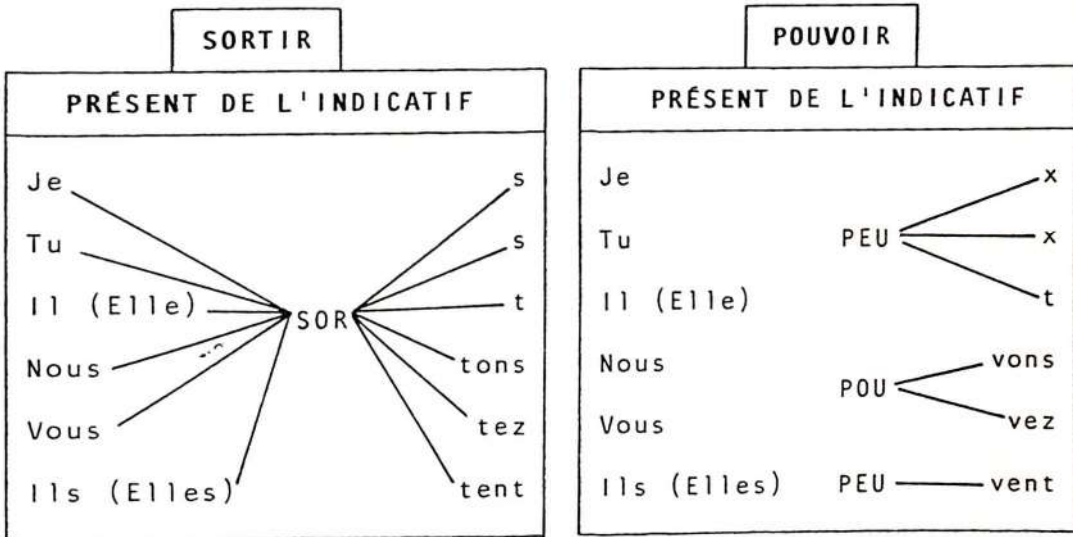 SORTIR
PRÉSENT DE L'INDICATIF
Je s
Tu s
Il (Elle) t
SOR
Nous tons
Vous tez
Ils (Elles) tent
POUVOIR
PRÉSENT DE L'INDICATIF
Je x
Tu PEU x
Il (Elle) t
Nous vons
POU
Vous vez
Ils (Elles) PEU vent